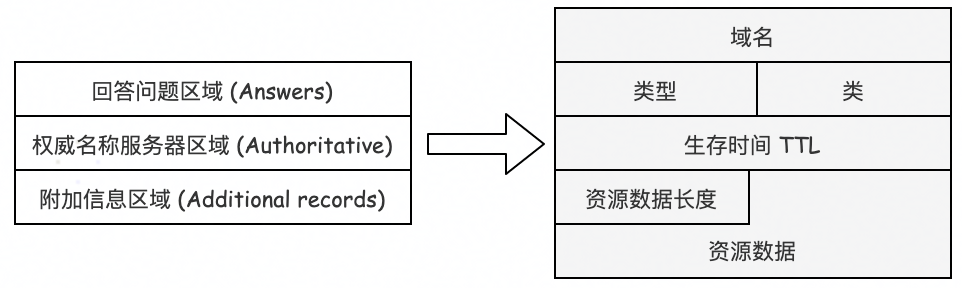 回答问题区域 (Answers)
权威名称服务器区域 (Authoritative)
附加信息区域 (Additional records)
域名
类型
类
生存时间 TTL
资源数据长度
资源数据